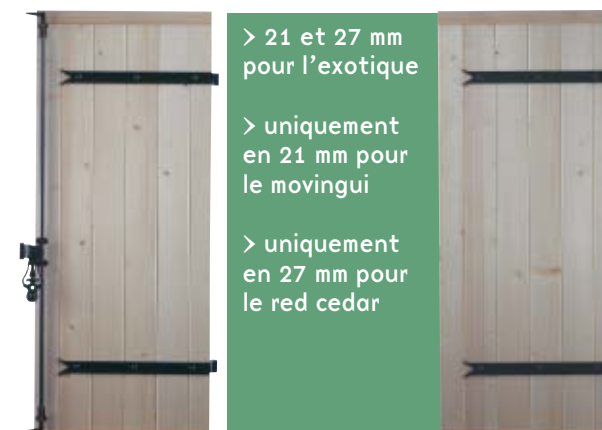 > 21 et 27 mm
pour l’exotique
> uniquement
en 21 mm pour
le movingui
> uniquement
en 27 mm pour
le red cedar